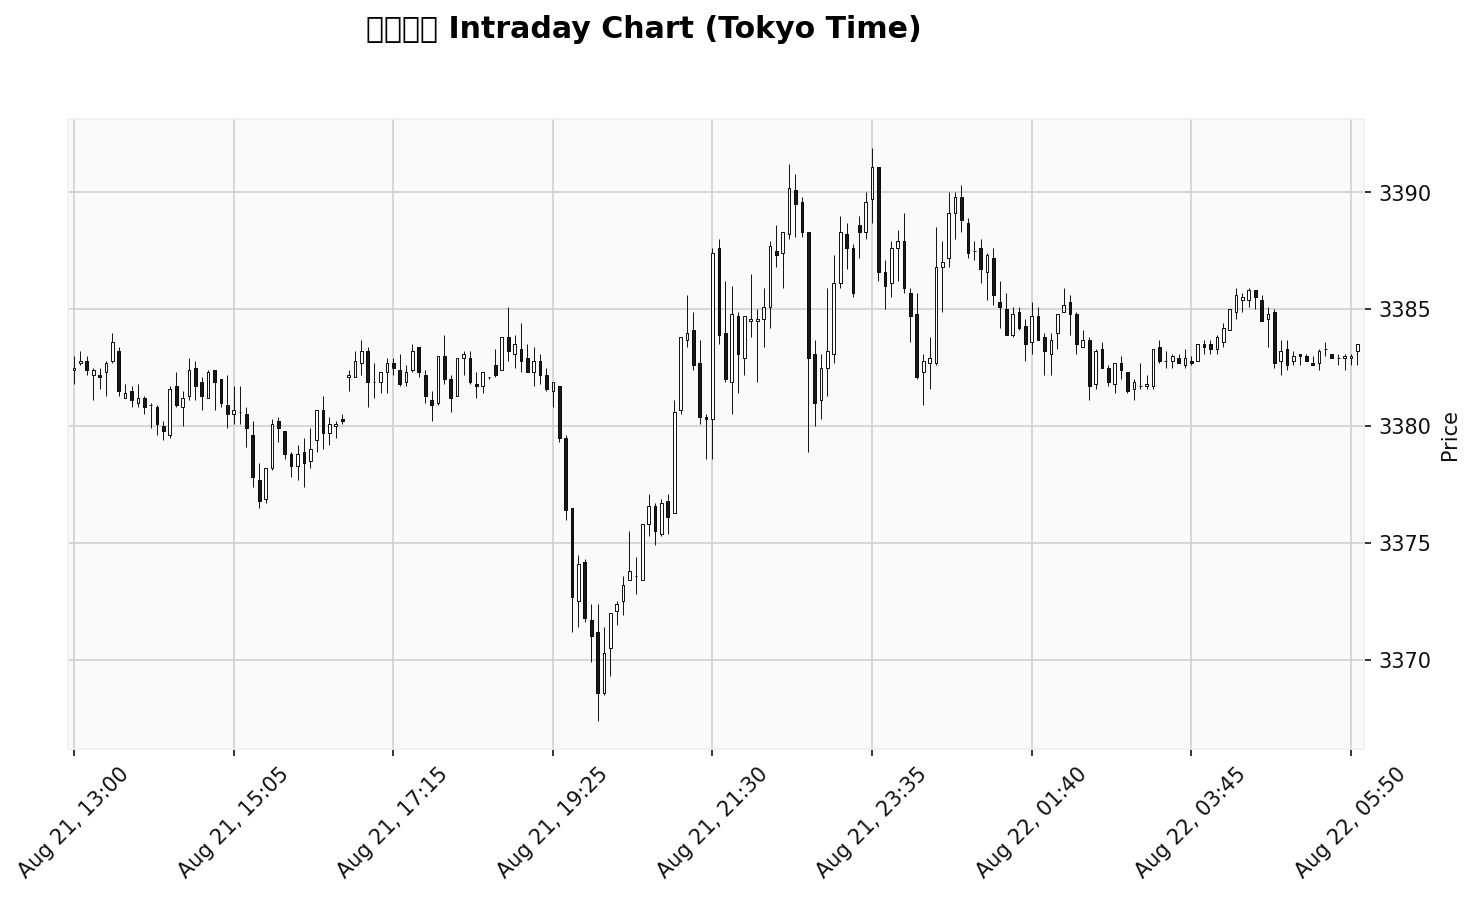 Intraday Chart (Tokyo Time)
3390
3385
3380
3375
3370
Price
Aug 21, 13:00
Aug 21, 15:05
Aug 21, 17:15
Aug 21, 19:25
Aug 21, 21:30
Aug 21, 23:35
Aug 22, 01:40
Aug 22, 03:45
Aug 22, 05:50